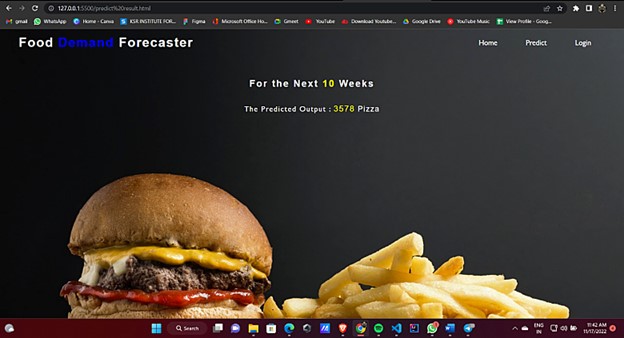 127.0.0.1:5500/predict%20result.html
gmail WhatsApp Home - Canva KSR INSTITUTE FOR... Figma Microsoft Office Ho... Gmeet YouTube Download Youtube... Google Drive YouTube Music View Profile - Goog...
Food Demand Forecaster Home Predict Login
For the Next 10 Weeks
The Predicted Output : 3578 Pizza
Search ENG 11:42 AM
IN 11/17/2022